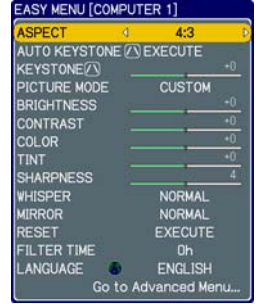 EASY MENU [COMPUTER 1]
ASPECT 4:3
AUTO KEYSTONE EXECUTE
KEYSTONE +0
PICTURE MODE CUSTOM
BRIGHTNESS +0
CONTRAST +0
COLOR +0
TINT +0
SHARPNESS 4
WHISPER NORMAL
MIRROR NORMAL
RESET EXECUTE
FILTER TIME 0h
LANGUAGE ENGLISH
Go to Advanced Menu...